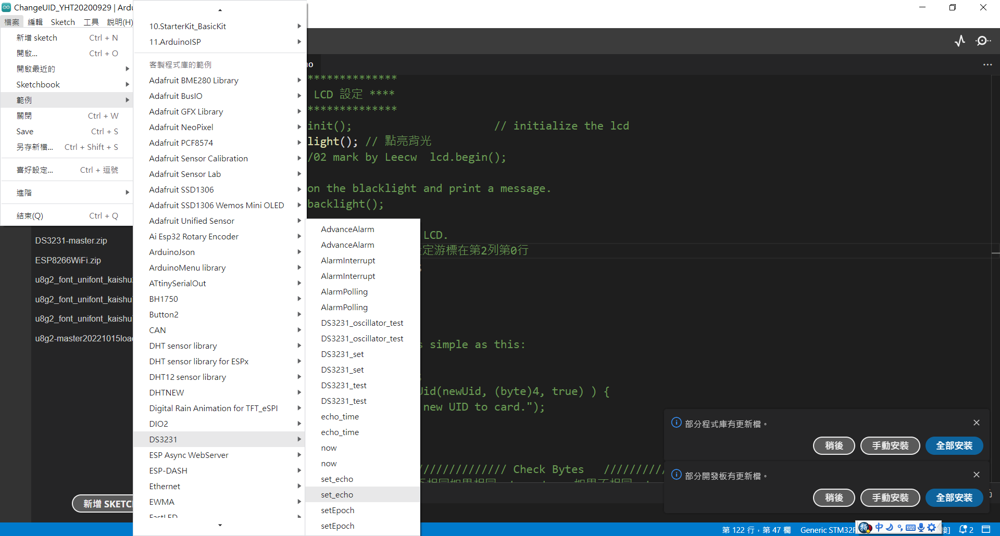 ChangeUID_YHT20200929 | Ardu
檔案 編輯 Sketch 工具 說明(H)
新增 sketch Ctrl + N
開啟... Ctrl + O
開啟最近的
Sketchbook
範例
關閉 Ctrl + W
Save Ctrl + S
另存新檔... Ctrl + Shift + S
喜好設定... Ctrl + 逗號
進階
結束(Q) Ctrl + Q
DS3231-master.zip
ESP8266WiFi.zip
u8g2_font_unifont_kaishu.
u8g2_font_unifont_kaishu
u8g2_font_unifont_kaishu
u8g2-master20221015loa
新增 SKETC
10.StarterKit_BasicKit
11.ArduinoISP
客製程式庫的範例
Adafruit BME280 Library
Adafruit BusIO
Adafruit GFX Library
Adafruit NeoPixel
Adafruit PCF8574
Adafruit Sensor Calibration
Adafruit Sensor Lab
Adafruit SSD1306
Adafruit SSD1306 Wemos Mini OLED
Adafruit Unified Sensor
Ai Esp32 Rotary Encoder
ArduinoJson
ArduinoMenu library
ATtinySerialOut
BH1750
Button2
CAN
DHT sensor library
DHT sensor library for ESPx
DHT12 sensor library
DHTNEW
Digital Rain Animation for TFT_eSPI
DIO2
DS3231
ESP Async WebServer
ESP-DASH
Ethernet
EWMA
FastLED
AdvanceAlarm
AdvanceAlarm
AlarmInterrupt
AlarmInterrupt
AlarmPolling
AlarmPolling
DS3231_oscillator_test
DS3231_oscillator_test
DS3231_set
DS3231_set
DS3231_test
DS3231_test
echo_time
echo_time
now
now
set_echo
set_echo
setEpoch
setEpoch
no
**************
LCD 設定 ****
**************
init(); // initialize the lcd
light(); // 點亮背光
/02 mark by Leecw lcd.begin();
on the blacklight and print a message.
backlight();
LCD.
定游標在第2列第0行
s simple as this:
Uid(newUid, (byte)4, true) ) {
new UID to card.");
///////////// Check Bytes //////////
部分程式庫有更新檔。
稍後 手動安裝 全部安裝
部分開發板有更新檔。
稍後 手動安裝 全部安裝
第 122 行，第 47 欄 Generic STM32F 中 接] 2